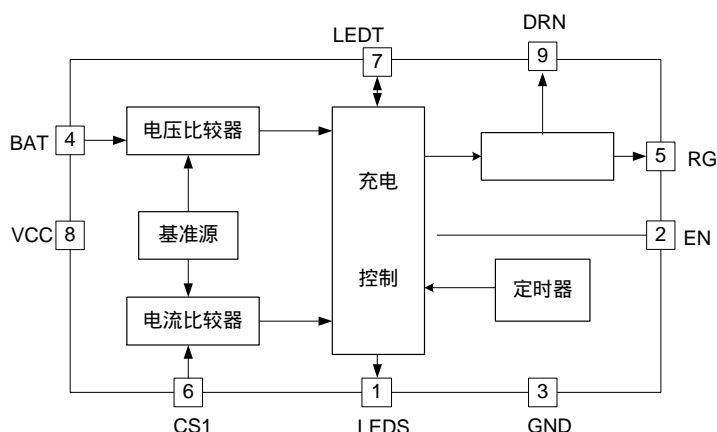 DRN
LEDT
7
9
BAT
4
电压比较器
充电
5
RG
VCC
8
基准源
2
EN
控制
定时器
电流比较器
6
1
3
CS1
LEDS
GND